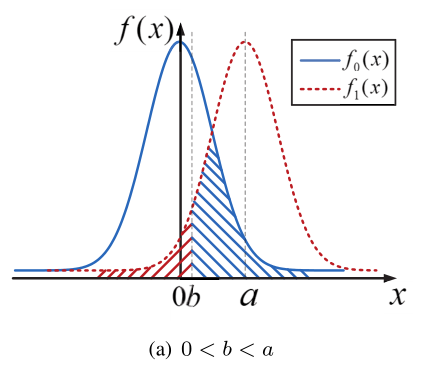 f(x)
f₀(x)
f₁(x)
0b a x
(a) 0 < b < a